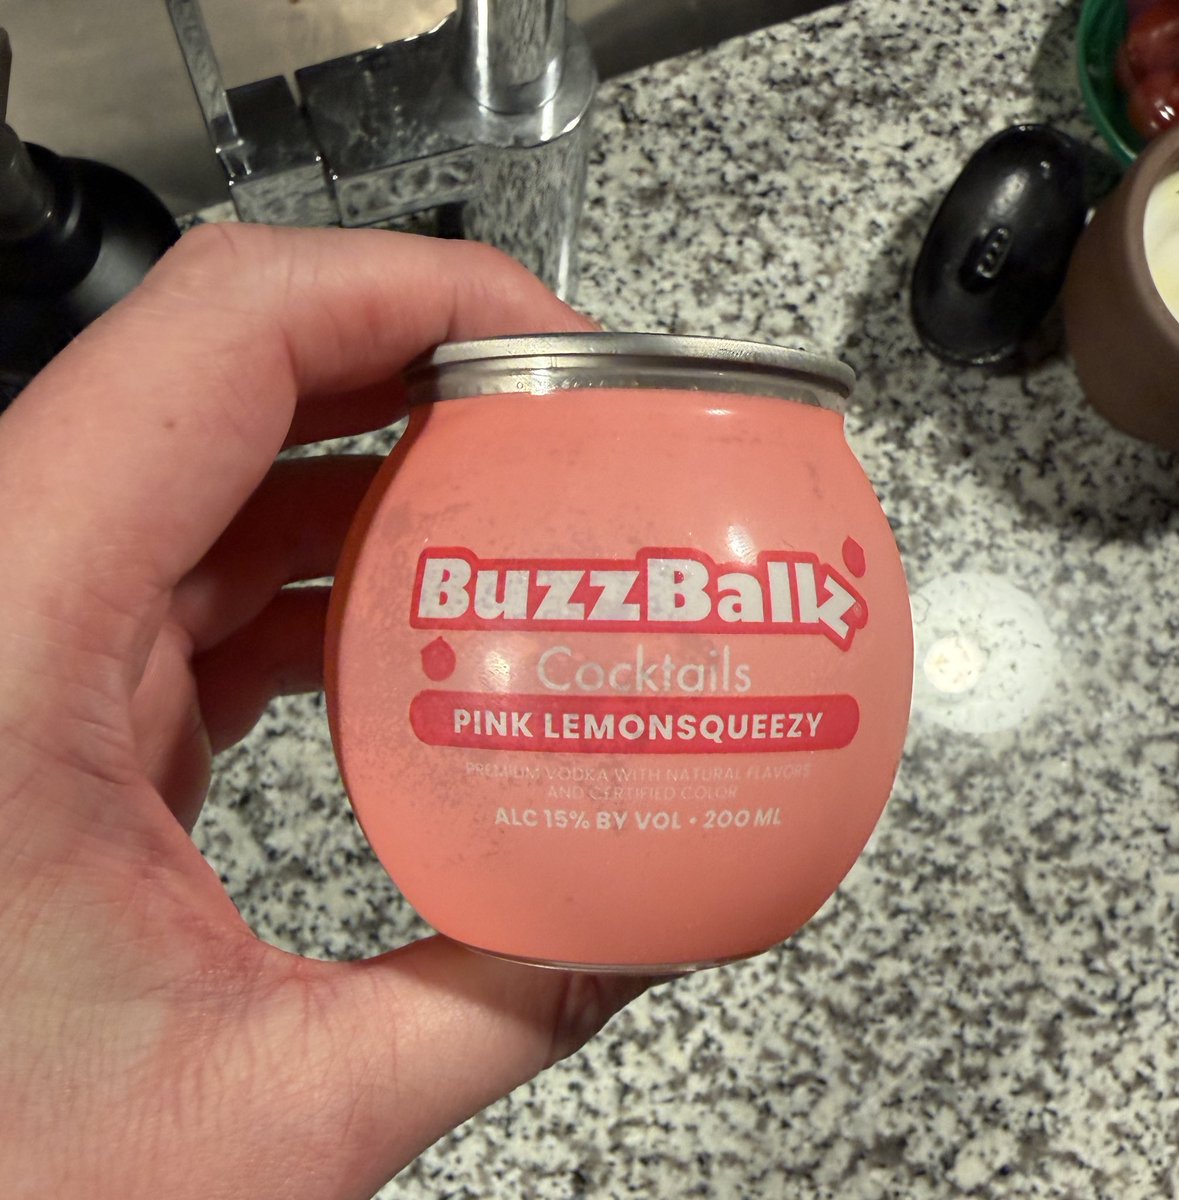 BuzzBallz
Cocktails
PINK LEMONSQUEEZY
PREMIUM VODKA WITH NATURAL FLAVORS
AND CERTIFIED COLOR
ALC 15% BY VOL • 200 ML